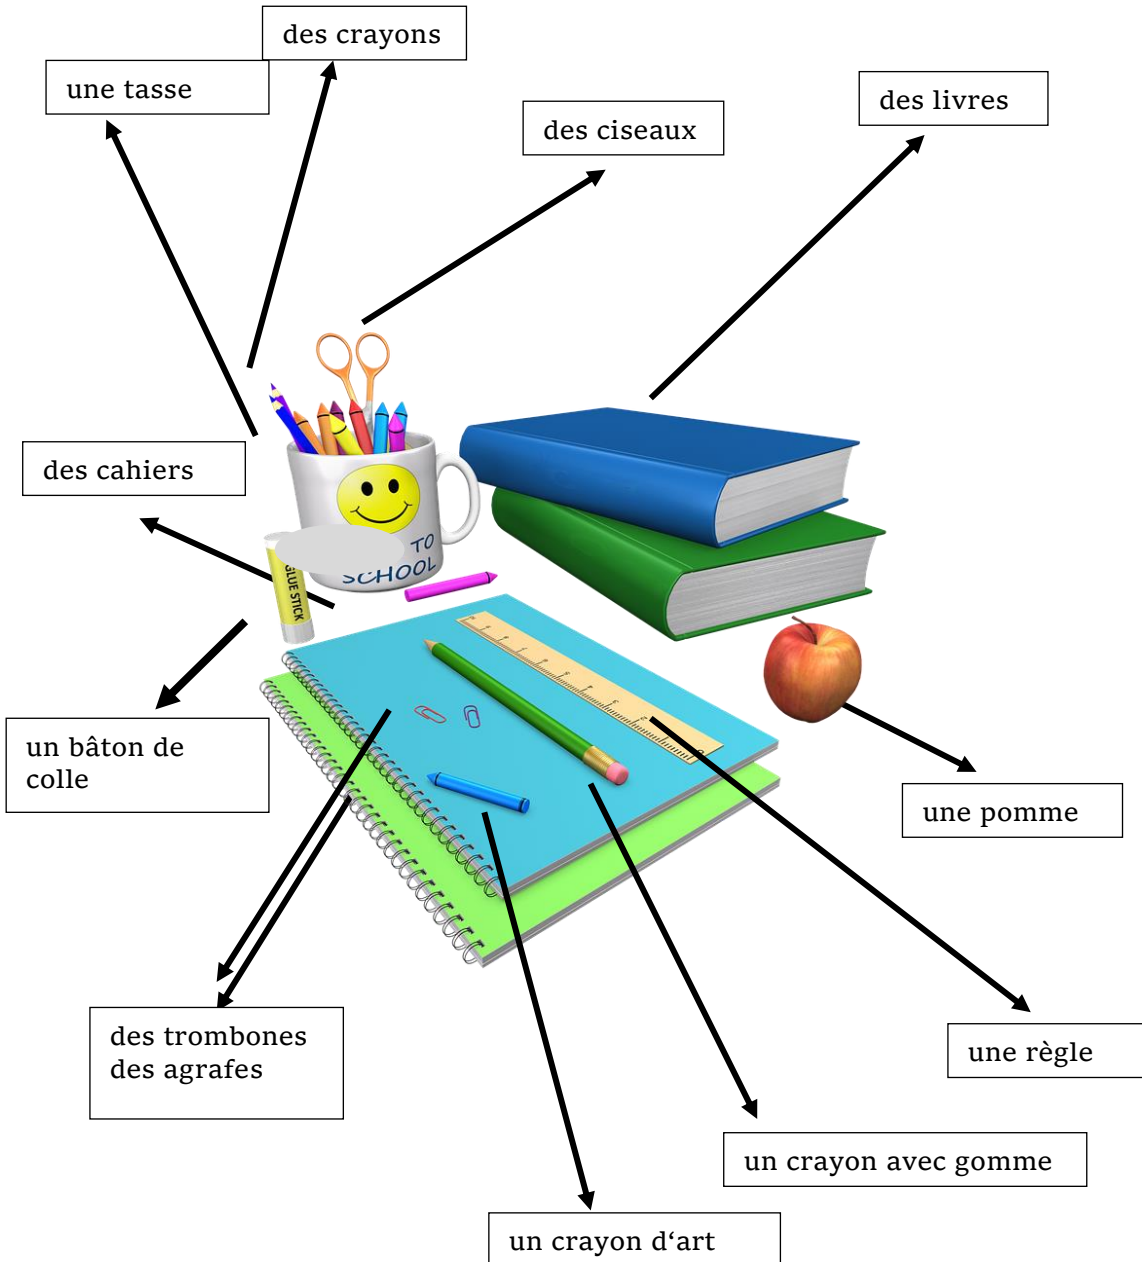 des crayons
une tasse
des livres
des ciseaux
des cahiers
TO
SCHOOL
GLUE STICK
un bâton de
colle
une pomme
des trombones
des agrafes
une règle
un crayon avec gomme
un crayon d‘art